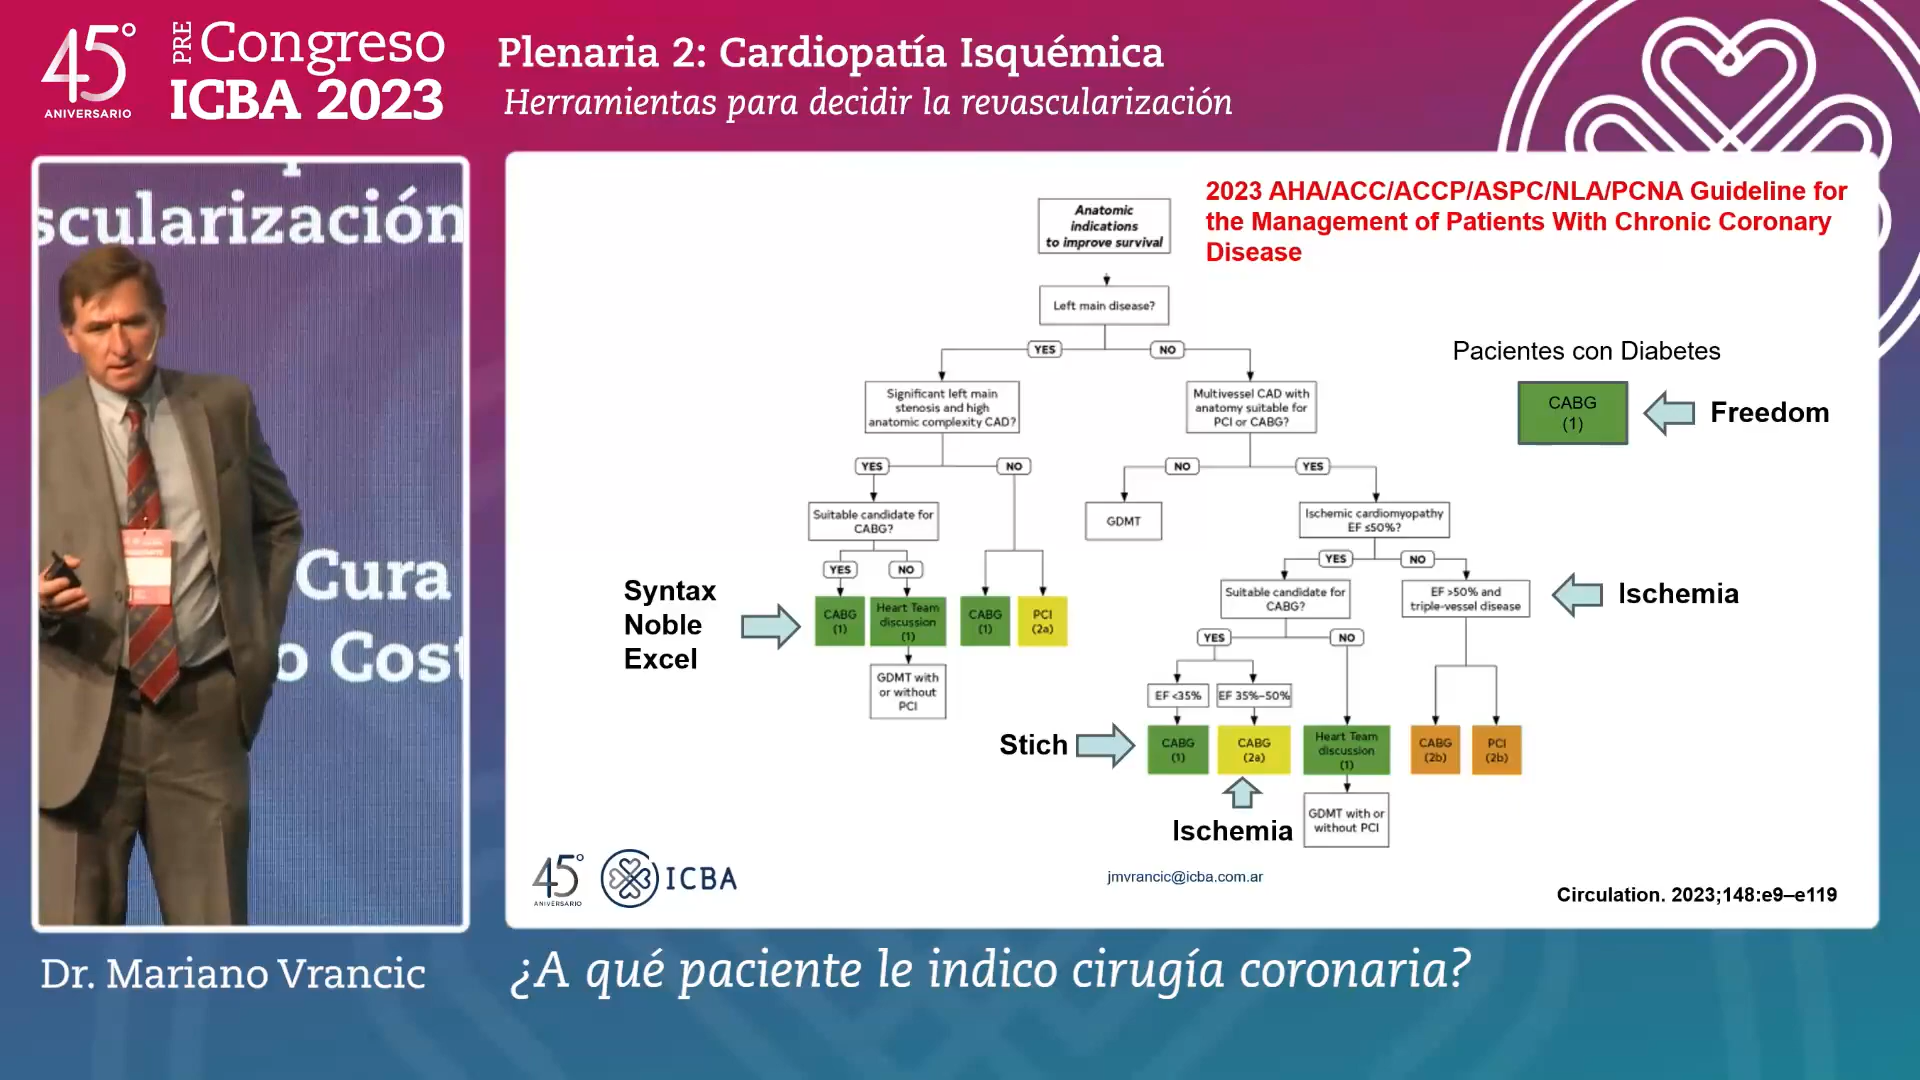 45°
ANIVERSARIO
PRE
Congreso
ICBA 2023
Plenaria 2: Cardiopatía Isquémica
Herramientas para decidir la revascularización
scularización
Cura
o Cost
2023 AHA/ACC/ACCP/ASPC/NLA/PCNA Guideline for
the Management of Patients With Chronic Coronary
Disease
Anatomic
indications
to improve survival
Left main disease?
YES
NO
Significant left main
stenosis and high
anatomic complexity CAD?
Multivessel CAD with
anatomy suitable for
PCI or CABG?
Pacientes con Diabetes
CABG
(1)
Freedom
YES
NO
NO
YES
Suitable candidate for
CABG?
GDMT
Ischemic cardiomyopathy
EF ≤50%?
YES
NO
YES
NO
Syntax
Noble
Excel
CABG
(1)
Heart Team
discussion
(1)
CABG
(1)
PCI
(2a)
Suitable candidate for
CABG?
EF >50% and
triple-vessel disease
Ischemia
GDMT with
or without
PCI
YES
NO
EF <35%
EF 35%–50%
Stich
CABG
(1)
CABG
(2a)
Heart Team
discussion
(1)
CABG
(2b)
PCI
(2b)
Ischemia
GDMT with or
without PCI
45°
ANIVERSARIO
ICBA
jmvrancic@icba.com.ar
Circulation. 2023;148:e9–e119
Dr. Mariano Vrancic
¿A qué paciente le indico cirugía coronaria?